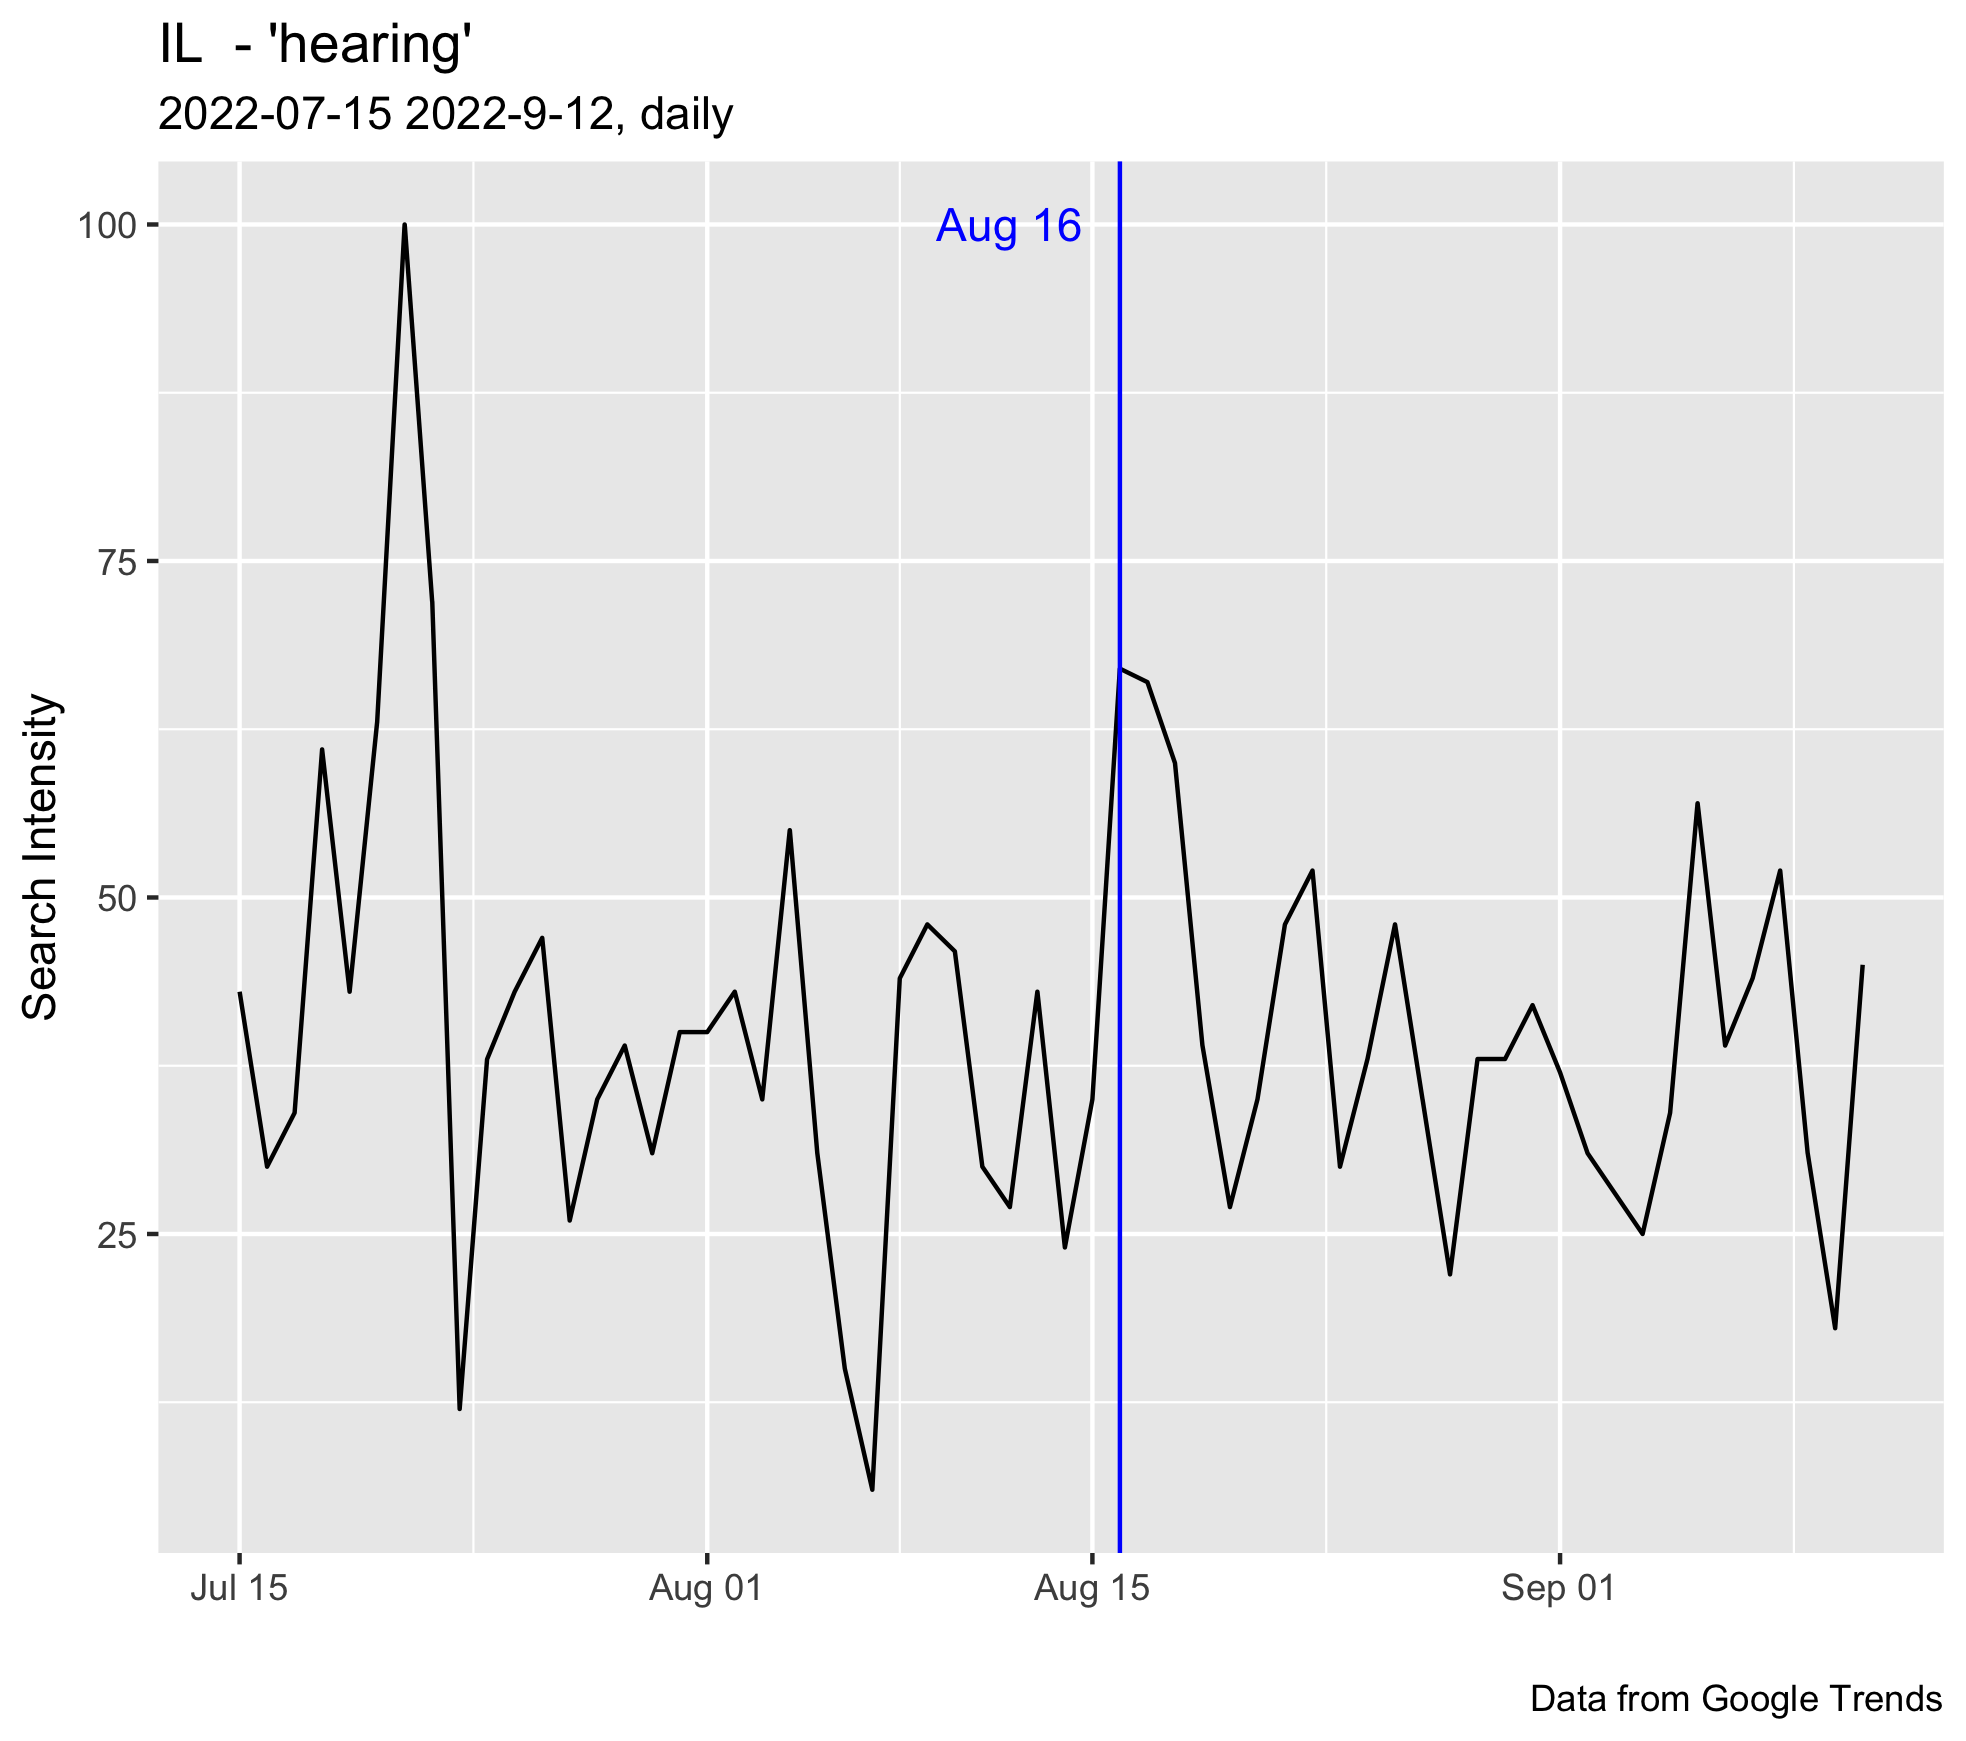 IL  - 'hearing'
2022-07-15 2022-9-12, daily
Aug 16
100
75
50
25
Search Intensity
Jul 15
Aug 01
Aug 15
Sep 01
Data from Google Trends